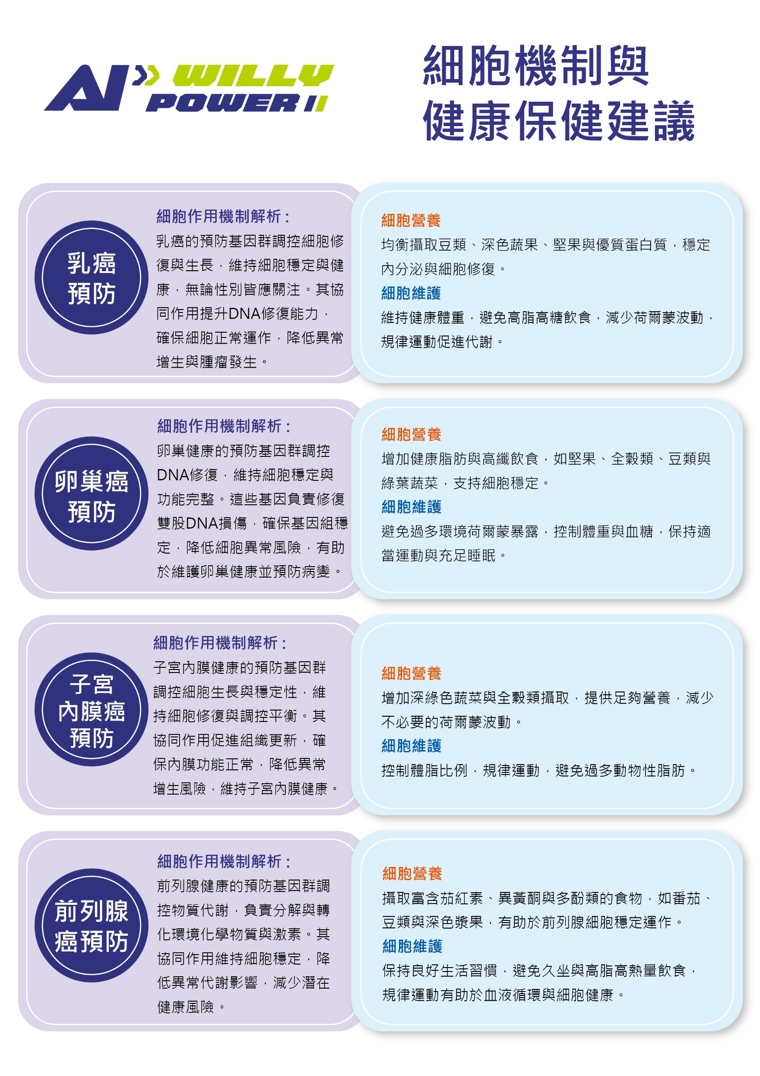 AI WILLY
POWER
細胞機制與
健康保健建議
乳癌
預防
細胞作用機制解析：
乳癌的預防基因群調控細胞修
復與生長，維持細胞穩定與健
康，無論性別皆應關注。其協
同作用提升DNA修復能力，
確保細胞正常運作，降低異常
增生與腫瘤發生。
細胞營養
均衡攝取豆類、深色蔬果、堅果與優質蛋白質，穩定
內分泌與細胞修復。
細胞維護
維持健康體重，避免高脂高糖飲食，減少荷爾蒙波動，
規律運動促進代謝。
卵巢癌
預防
細胞作用機制解析：
卵巢健康的預防基因群調控
DNA修復，維持細胞穩定與
功能完整。這些基因負責修復
雙股DNA損傷，確保基因組穩
定，降低細胞異常風險，有助
於維護卵巢健康並預防病變。
細胞營養
增加健康脂肪與高纖飲食，如堅果、全穀類、豆類與
綠葉蔬菜，支持細胞穩定。
細胞維護
避免過多環境荷爾蒙暴露，控制體重與血糖，保持適
當運動與充足睡眠。
子宮
內膜癌
預防
細胞作用機制解析：
子宮內膜健康的預防基因群
調控細胞生長與穩定性，維
持細胞修復與調控平衡。其
協同作用促進組織更新，確
保內膜功能正常，降低異常
增生風險，維持子宮內膜健康。
細胞營養
增加深綠色蔬菜與全穀類攝取，提供足夠營養，減少
不必要的荷爾蒙波動。
細胞維護
控制體脂比例，規律運動，避免過多動物性脂肪。
前列腺
癌預防
細胞作用機制解析：
前列腺健康的預防基因群調
控物質代謝，負責分解與轉
化環境化學物質與激素。其
協同作用維持細胞穩定，降
低異常代謝影響，減少潛在
健康風險。
細胞營養
攝取富含茄紅素、異黃酮與多酚類的食物，如番茄、
豆類與深色漿果，有助於前列腺細胞穩定運作。
細胞維護
保持良好生活習慣，避免久坐與高脂高熱量飲食，
規律運動有助於血液循環與細胞健康。